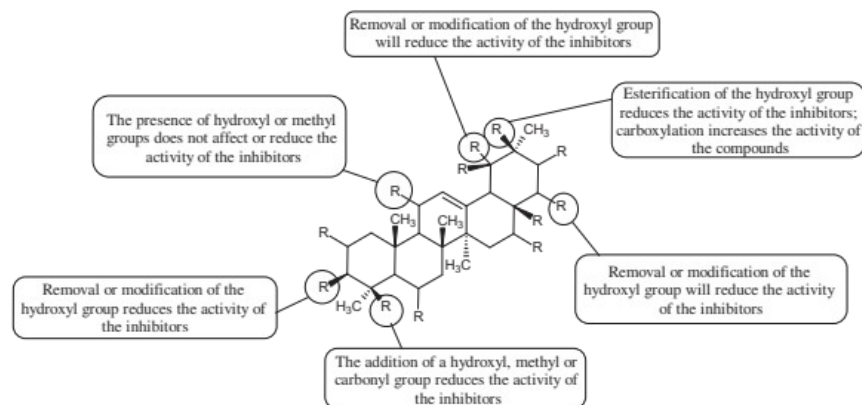 Removal or modification of the hydroxyl group
will reduce the activity of the inhibitors
Esterification of the hydroxyl group
reduces the activity of the inhibitors;
carboxylation increases the activity of
the compounds
The presence of hydroxyl or methyl
groups does not affect or reduce the
activity of the inhibitors
R
CH₃
R
R
R
R
R
R
CH₃
CH₃
R
R
H₃C
Removal or modification of the
hydroxyl group reduces the activity of
the inhibitors
R
H₃C
R
R
Removal or modification of the
hydroxyl group will reduce the activity
of the inhibitors
The addition of a hydroxyl, methyl or
carbonyl group reduces the activity of
the inhibitors